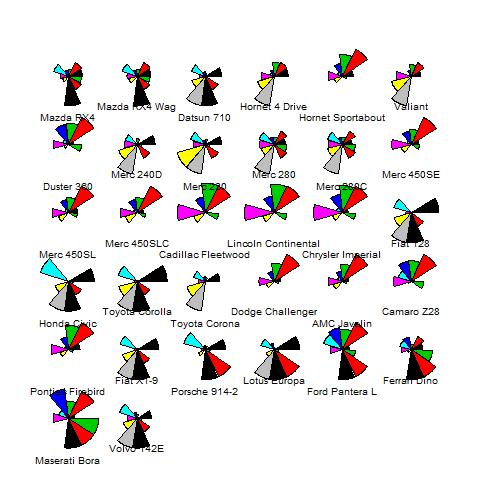 Mazda RX4
Mazda RX4 Wag
Datsun 710
Hornet 4 Drive
Hornet Sportabout
Valiant
Duster 360
Merc 240D
Merc 230
Merc 280
Merc 280C
Merc 450SE
Merc 450SL
Merc 450SLC
Cadillac Fleetwood
Lincoln Continental
Chrysler Imperial
Fiat 128
Honda Civic
Toyota Corolla
Toyota Corona
Dodge Challenger
AMC Javelin
Camaro Z28
Pontiac Firebird
Fiat X1-9
Porsche 914-2
Lotus Europa
Ford Pantera L
Ferrari Dino
Maserati Bora
Volvo 142E